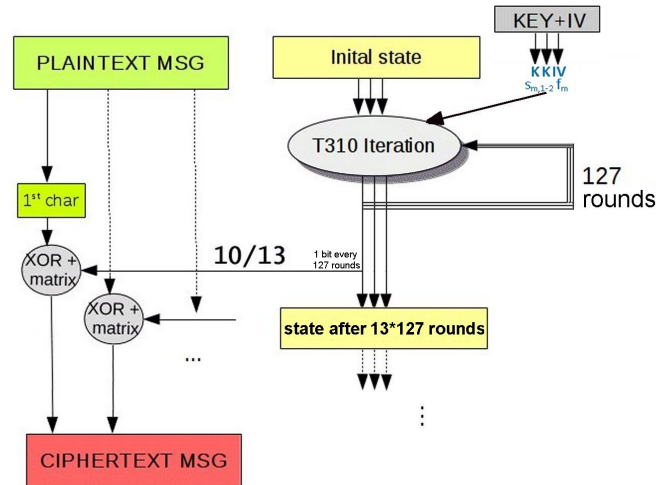 KEY+IV
PLAINTEXT MSG
Inital state
K K IV
sm,1-2 fm
T310 Iteration
127
rounds
1st char
10/13
1 bit every
127 rounds
XOR +
matrix
XOR +
matrix
state after 13*127 rounds
...
⋮
CIPHERTEXT MSG